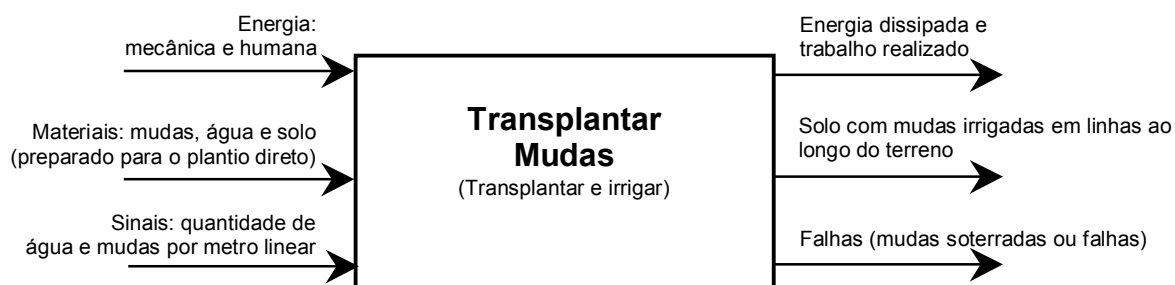 Energia:
mecânica e humana
Materiais: mudas, água e solo
(preparado para o plantio direto)
Sinais: quantidade de
água e mudas por metro linear
Transplantar
Mudas
(Transplantar e irrigar)
Energia dissipada e
trabalho realizado
Solo com mudas irrigadas em linhas ao
longo do terreno
Falhas (mudas soterradas ou falhas)